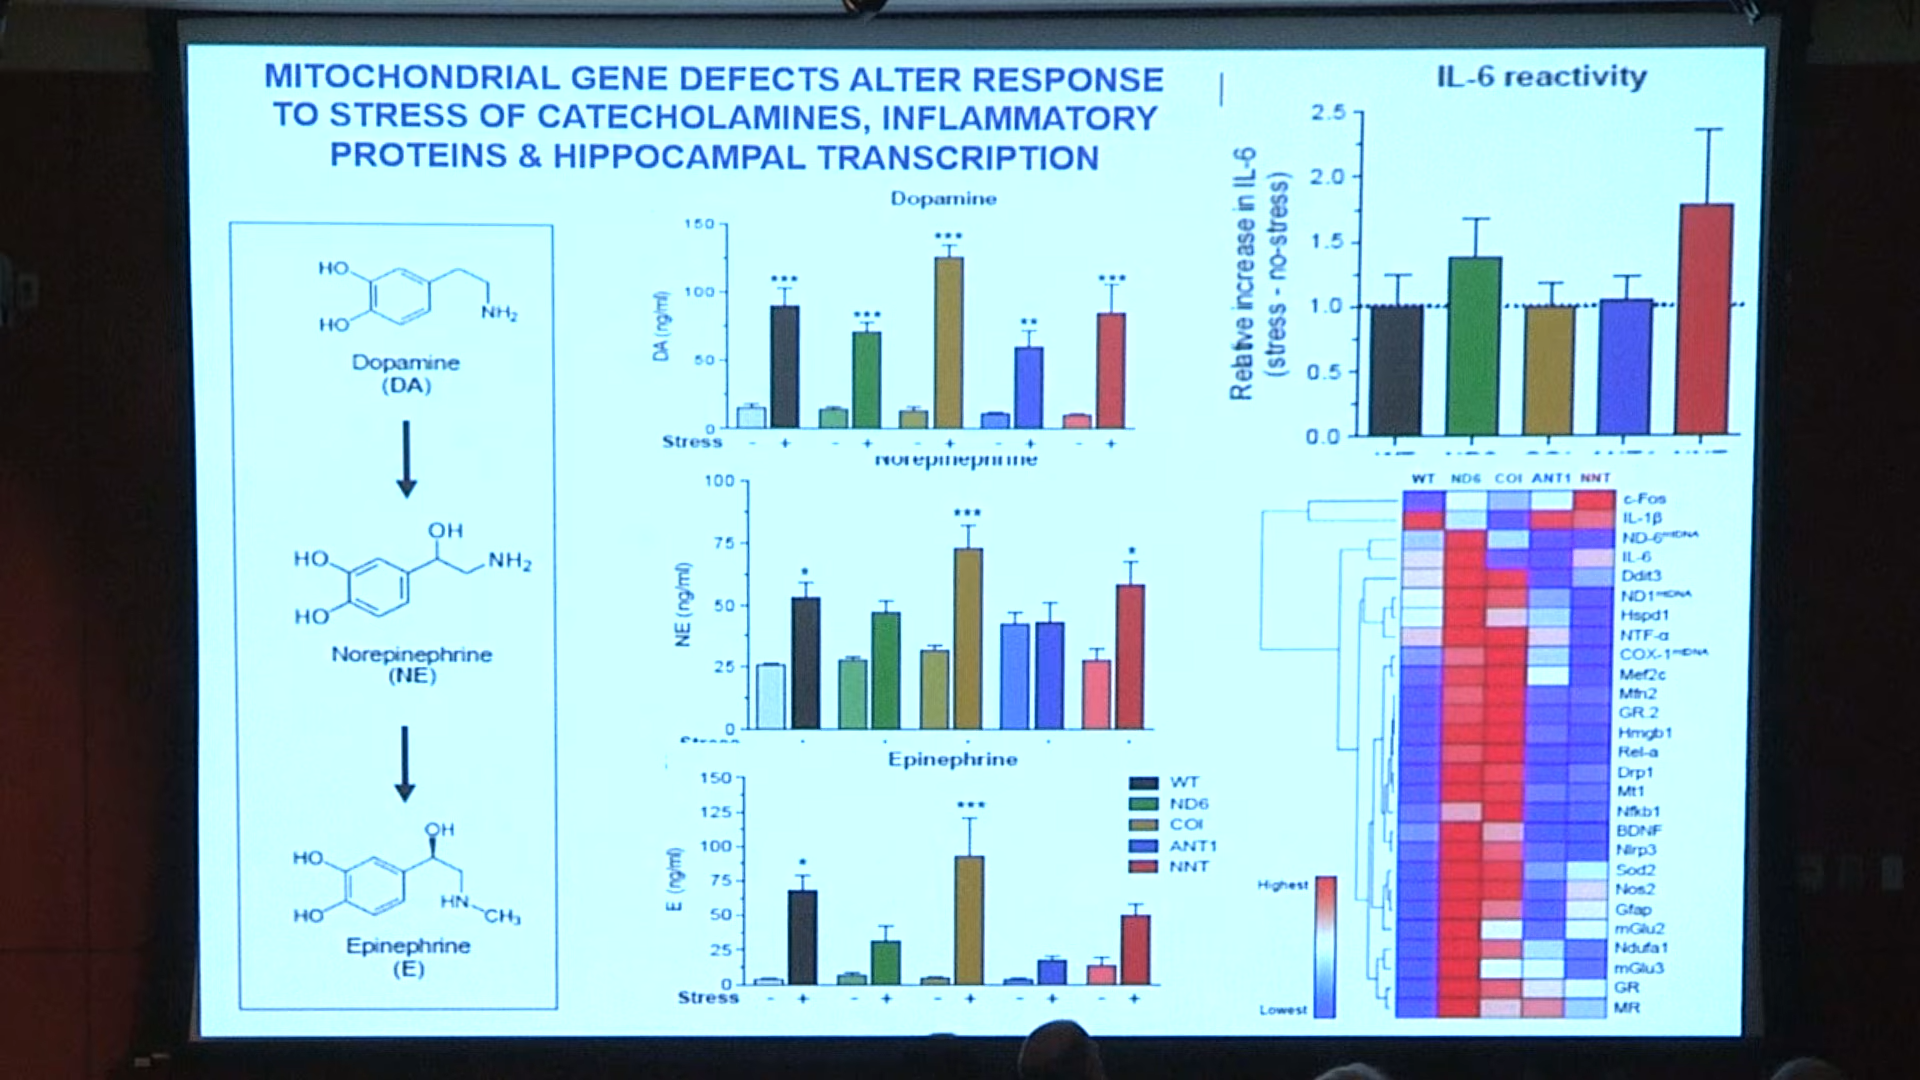 MITOCHONDRIAL GENE DEFECTS ALTER RESPONSE
TO STRESS OF CATECHOLAMINES, INFLAMMATORY
PROTEINS & HIPPOCAMPAL TRANSCRIPTION
HO
HO
NH₂
Dopamine
(DA)
OH
HO
NH₂
HO
Norepinephrine
(NE)
OH
HO
HO
HN
CH₃
Epinephrine
(E)
Dopamine
DA (ng/ml)
150
100
50
0
***
***
***
**
***
Stress - + - + - + - + - +
Norepinephrine
NE (ng/ml)
100
75
50
25
0
*
***
*
Stress
Epinephrine
E (ng/ml)
150
125
100
75
50
25
0
*
***
Stress - + - + - + - + - +
WT
ND6
COI
ANT1
NNT
IL-6 reactivity
Relative increase in IL-6
(stress - no-stress)
2.5
2.0
1.5
1.0
0.5
0.0
WT ND6 COI ANT1 NNT
c-Fos
IL-1β
ND-6mtDNA
IL-6
Ddit3
ND1mtDNA
Hspd1
NTF-α
COX-1mtDNA
Mef2c
Mfn2
GR.2
Hmgb1
Rel-a
Drp1
Mt1
Nfkb1
BDNF
Nlrp3
Sod2
Nos2
Gfap
mGlu2
Ndufa1
mGlu3
GR
MR
Highest
Lowest